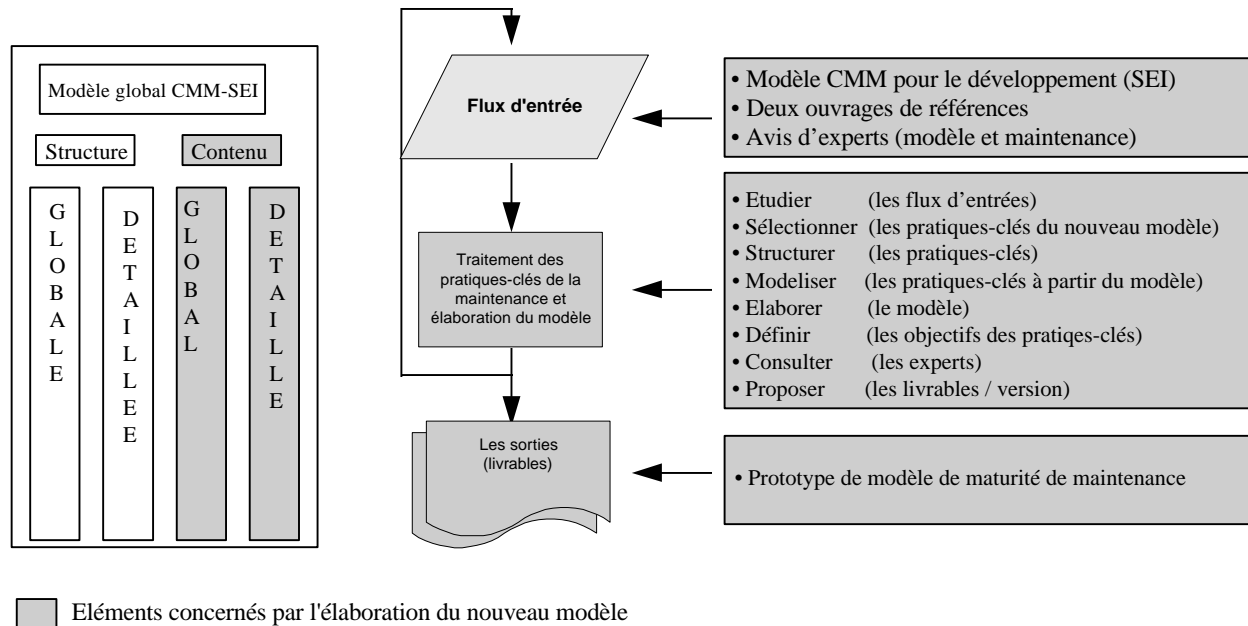 Modèle global CMM-SEI
Structure
Contenu
GLOBALE
DETAILLEE
GLOBAL
DETAILLE
Flux d'entrée
Traitement des
pratiques-clés de la
maintenance et
élaboration du modèle
Les sorties
(livrables)
• Modèle CMM pour le développement (SEI)
• Deux ouvrages de références
• Avis d’experts (modèle et maintenance)
• Etudier (les flux d’entrées)
• Sélectionner (les pratiques-clés du nouveau modèle)
• Structurer (les pratiques-clés)
• Modeliser (les pratiques-clés à partir du modèle)
• Elaborer (le modèle)
• Définir (les objectifs des pratiqes-clés)
• Consulter (les experts)
• Proposer (les livrables / version)
• Prototype de modèle de maturité de maintenance
Eléments concernés par l'élaboration du nouveau modèle